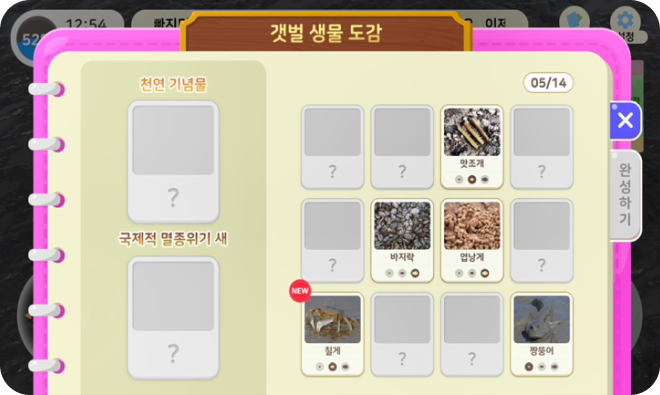 12:54
갯벌 생물 도감
천연 기념물
?
국제적 멸종위기 새
?
05/14
?
?
맛조개
?
?
바지락
엽낭게
?
NEW
칠게
?
?
짱뚱어
완성하기